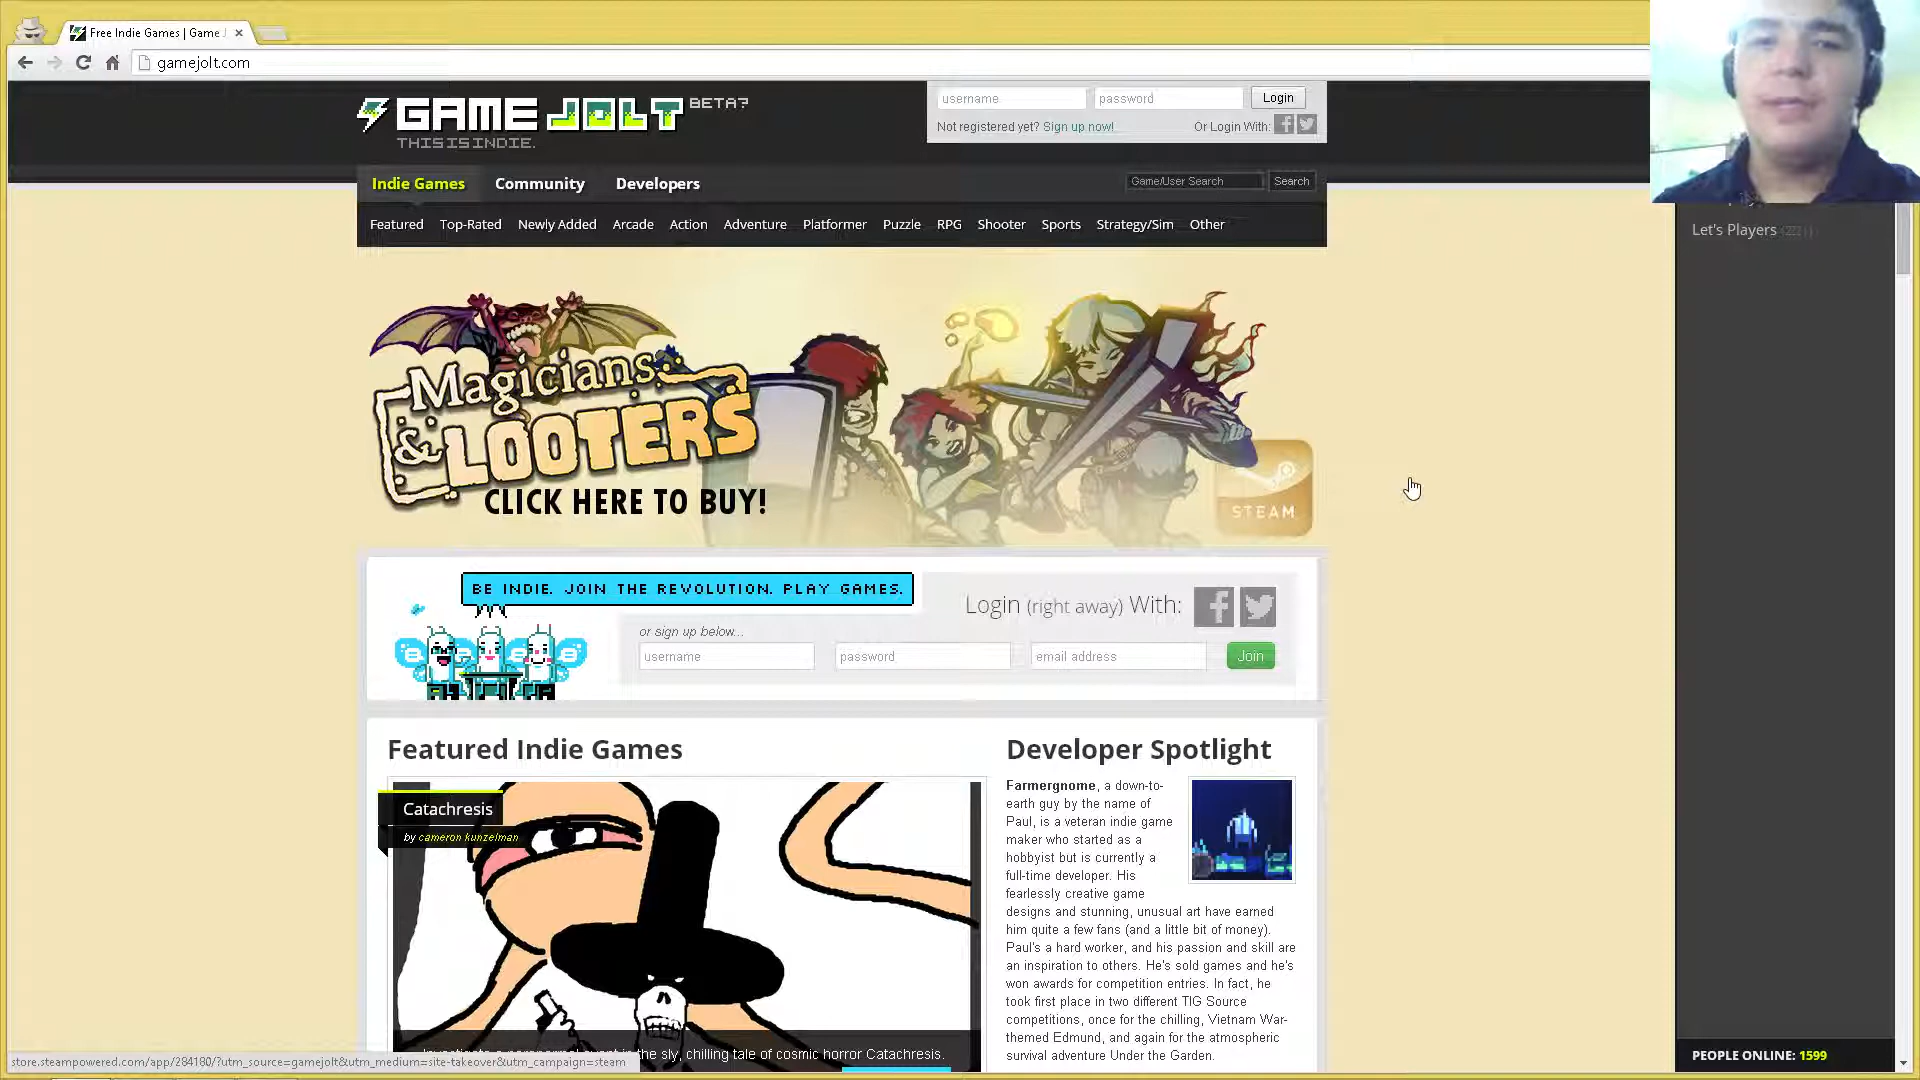 Free Indie Games | Game J
gamejolt.com
GAME JOLT BETA?
THIS IS INDIE.
username
password
Login
Not registered yet? Sign up now!
Or Login With:
Indie Games
Community
Developers
Game/User Search
Search
Featured
Top-Rated
Newly Added
Arcade
Action
Adventure
Platformer
Puzzle
RPG
Shooter
Sports
Strategy/Sim
Other
Let's Players
Magicians
& LOOTERS
CLICK HERE TO BUY!
STEAM
BE INDIE. JOIN THE REVOLUTION. PLAY GAMES.
Login (right away) With:
or sign up below...
username
password
email address
Join
Featured Indie Games
Catachresis
by cameron kunzelman
the sly, chilling tale of cosmic horror Catachresis.
Developer Spotlight
Farmergnome, a down-to-
earth guy by the name of
Paul, is a veteran indie game
maker who started as a
hobbyist but is currently a
full-time developer. His
fearlessly creative game
designs and stunning, unusual art have earned
him quite a few fans (and a little bit of money).
Paul's a hard worker, and his passion and skill are
an inspiration to others. He's sold games and he's
won awards for competition entries. In fact, he
took first place in two different TIG Source
competitions, once for the chilling, Vietnam War-
themed Edmund, and again for the atmospheric
survival adventure Under the Garden.
store.steampowered.com/app/284180/?utm_source=gamejolt&utm_medium=site-takeover&utm_campaign=steam
PEOPLE ONLINE: 1599